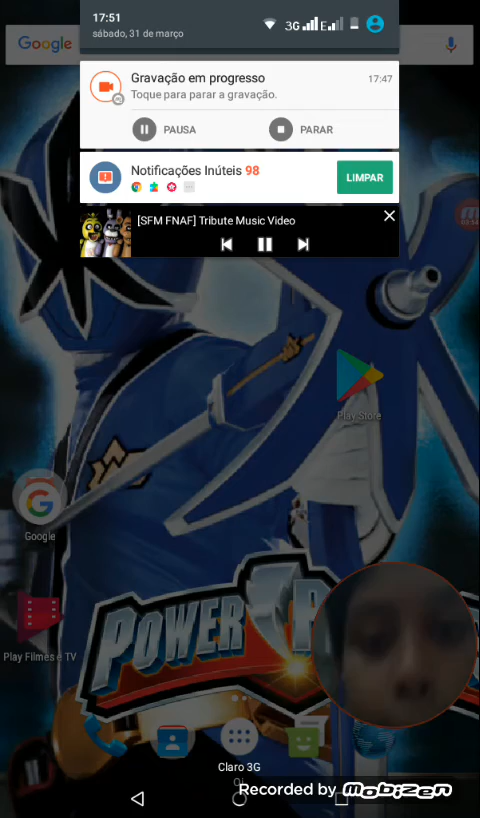 17:51
sábado, 31 de março
3G
E
Google
Gravação em progresso
17:47
Toque para parar a gravação.
PAUSA
PARAR
Notificações Inúteis 98
LIMPAR
[SFM FNAF] Tribute Music Video
Play Store
Google
POWER
Play Filmes e TV
Claro 3G
Oi
Recorded by Mobizen